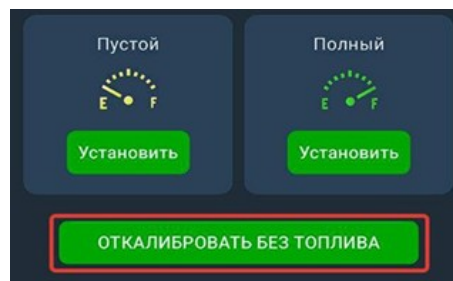 Пустой
Полный
E F
E F
Установить
Установить
ОТКАЛИБРОВАТЬ БЕЗ ТОПЛИВА